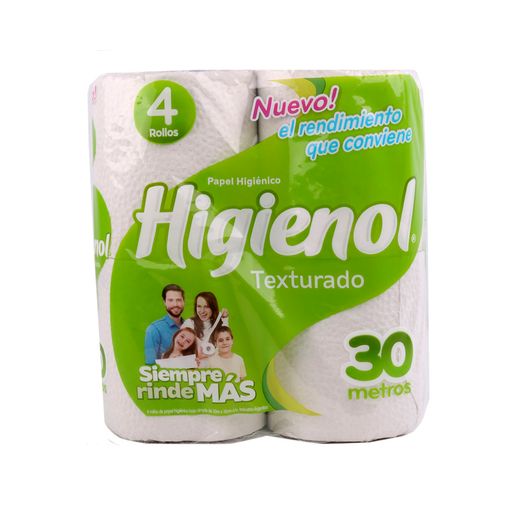 4
Rollos
Nuevo!
el rendimiento
que conviene
Papel Higiénico
Higienol®
Texturado
Siempre
rinde MÁS
30
metros